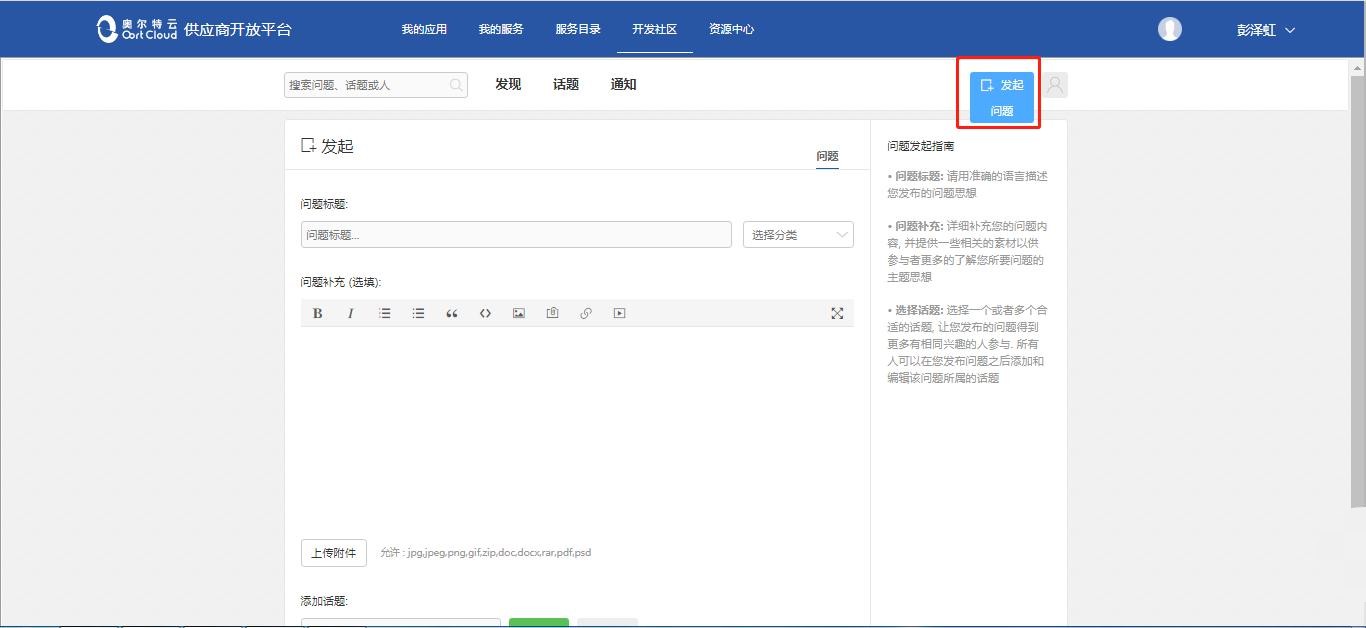 奥尔特云
OortCloud
供应商开放平台
我的应用
我的服务
服务目录
开发社区
资源中心
彭泽虹
搜索问题、话题或人
发现
话题
通知
发起
问题
发起
问题
问题标题:
问题标题...
选择分类
问题补充 (选填):
B I
上传附件
允许 : jpg,jpeg,png,gif,zip,doc,docx,rar,pdf,psd
添加话题:
问题发起指南
• 问题标题: 请用准确的语言描述
您发布的问题思想
• 问题补充: 详细补充您的问题内
容, 并提供一些相关的素材以供
参与者更多的了解您所要问题的
主题思想
• 选择话题: 选择一个或者多个合
适的话题, 让您发布的问题得到
更多有相同兴趣的人参与. 所有
人可以在您发布问题之后添加和
编辑该问题所属的话题